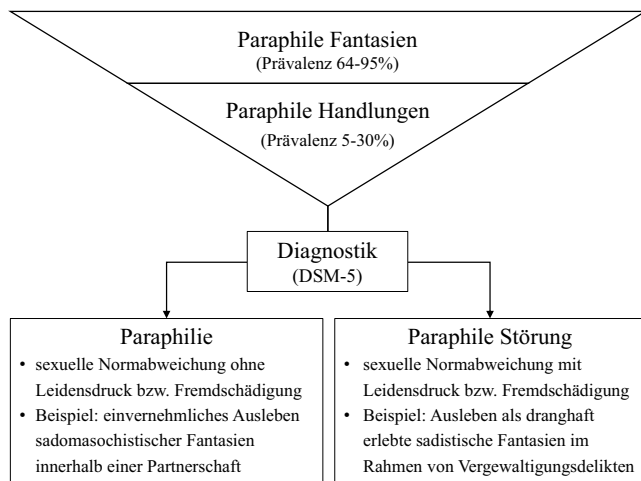 Paraphile Fantasien
(Prävalenz 64-95%)
Paraphile Handlungen
(Prävalenz 5-30%)
Diagnostik
(DSM-5)
Paraphilie
• sexuelle Normabweichung ohne
Leidensdruck bzw. Fremdschädigung
• Beispiel: einvernehmliches Ausleben
sadomasochistischer Fantasien
innerhalb einer Partnerschaft
Paraphile Störung
• sexuelle Normabweichung mit
Leidensdruck bzw. Fremdschädigung
• Beispiel: Ausleben als dranghaft
erlebte sadistische Fantasien im
Rahmen von Vergewaltigungsdelikten